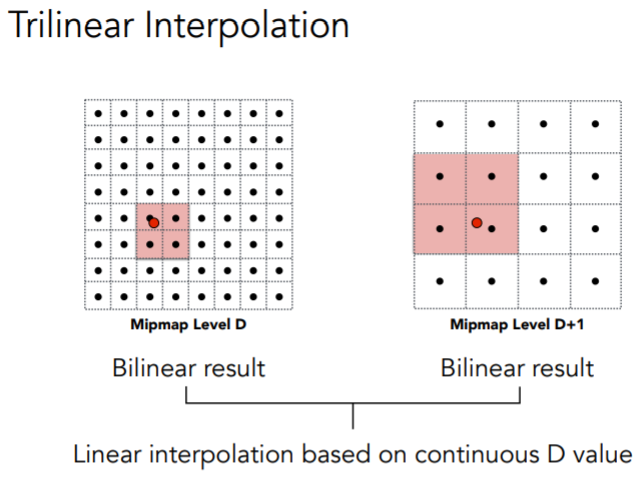 Trilinear Interpolation
Mipmap Level D
Mipmap Level D+1
Bilinear result
Bilinear result
Linear interpolation based on continuous D value